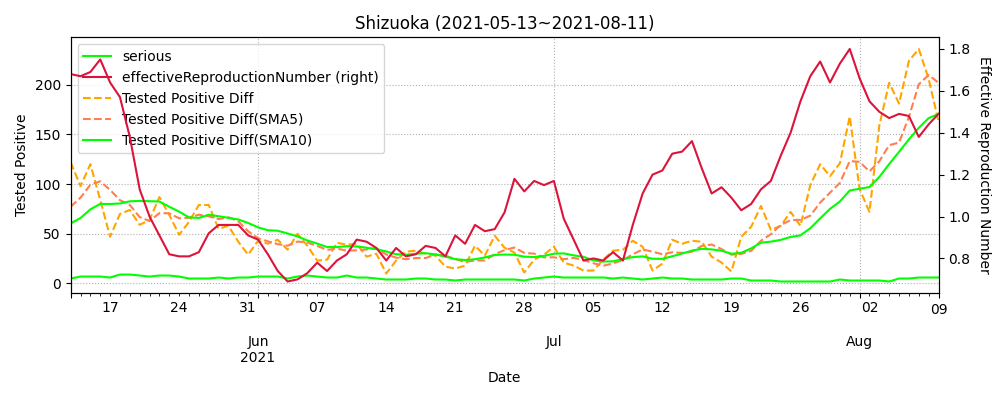 Shizuoka (2021-05-13~2021-08-11)
serious
effectiveReproductionNumber (right)
Tested Positive Diff
Tested Positive Diff(SMA5)
Tested Positive Diff(SMA10)
Tested Positive
200
150
100
50
0
1.8
1.6
1.4
1.2
1.0
0.8
Effective Reproduction Number
17 24 31 07 14 21 28 05 12 19 26 02 09
Jun Jul Aug
2021
Date